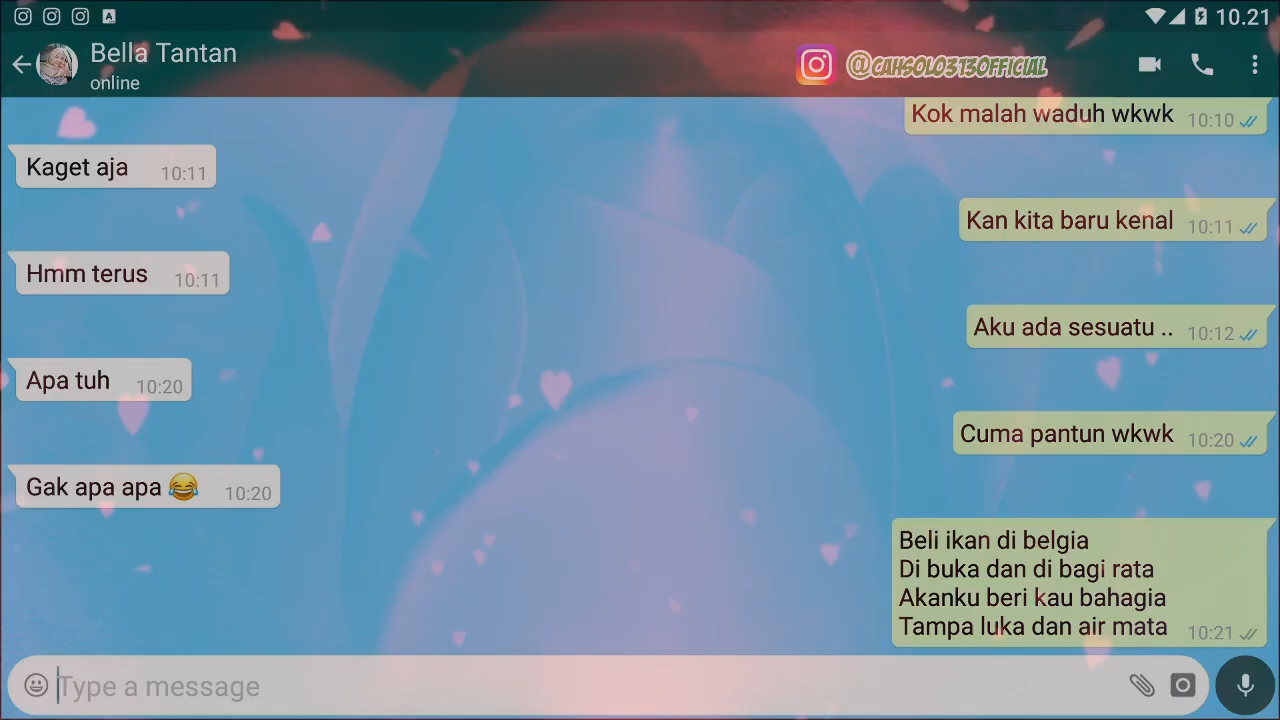 10.21
Bella Tantan
online
@CAHSOLO313OFFICIAL
Kok malah waduh wkwk 10:10
Kaget aja 10:11
Kan kita baru kenal 10:11
Hmm terus 10:11
Aku ada sesuatu .. 10:12
Apa tuh 10:20
Cuma pantun wkwk 10:20
Gak apa apa 😂 10:20
Beli ikan di belgia
Di buka dan di bagi rata
Akanku beri kau bahagia
Tampa luka dan air mata 10:21
Type a message